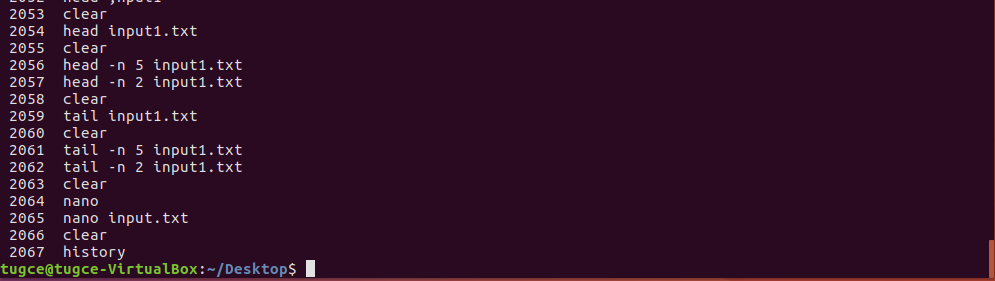 2053 clear
2054 head input1.txt
2055 clear
2056 head -n 5 input1.txt
2057 head -n 2 input1.txt
2058 clear
2059 tail input1.txt
2060 clear
2061 tail -n 5 input1.txt
2062 tail -n 2 input1.txt
2063 clear
2064 nano
2065 nano input.txt
2066 clear
2067 history
tugce@tugce-VirtualBox:~/Desktop$